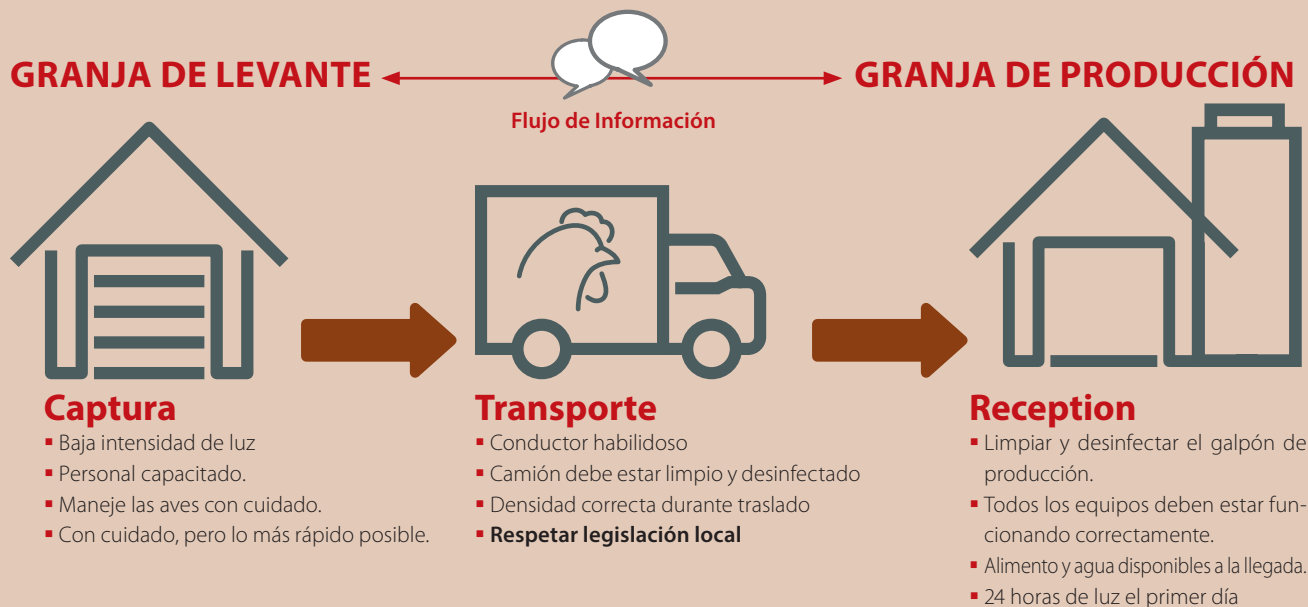 GRANJA DE LEVANTE
GRANJA DE PRODUCCIÓN
Flujo de Información
Captura
▪ Baja intensidad de luz
▪ Personal capacitado.
▪ Maneje las aves con cuidado.
▪ Con cuidado, pero lo más rápido posible.
Transporte
▪ Conductor habilidoso
▪ Camión debe estar limpio y desinfectado
▪ Densidad correcta durante traslado
▪ Respetar legislación local
Reception
▪ Limpiar y desinfectar el galpón de
producción.
▪ Todos los equipos deben estar fun-
cionando correctamente.
▪ Alimento y agua disponibles a la llegada.
▪ 24 horas de luz el primer día